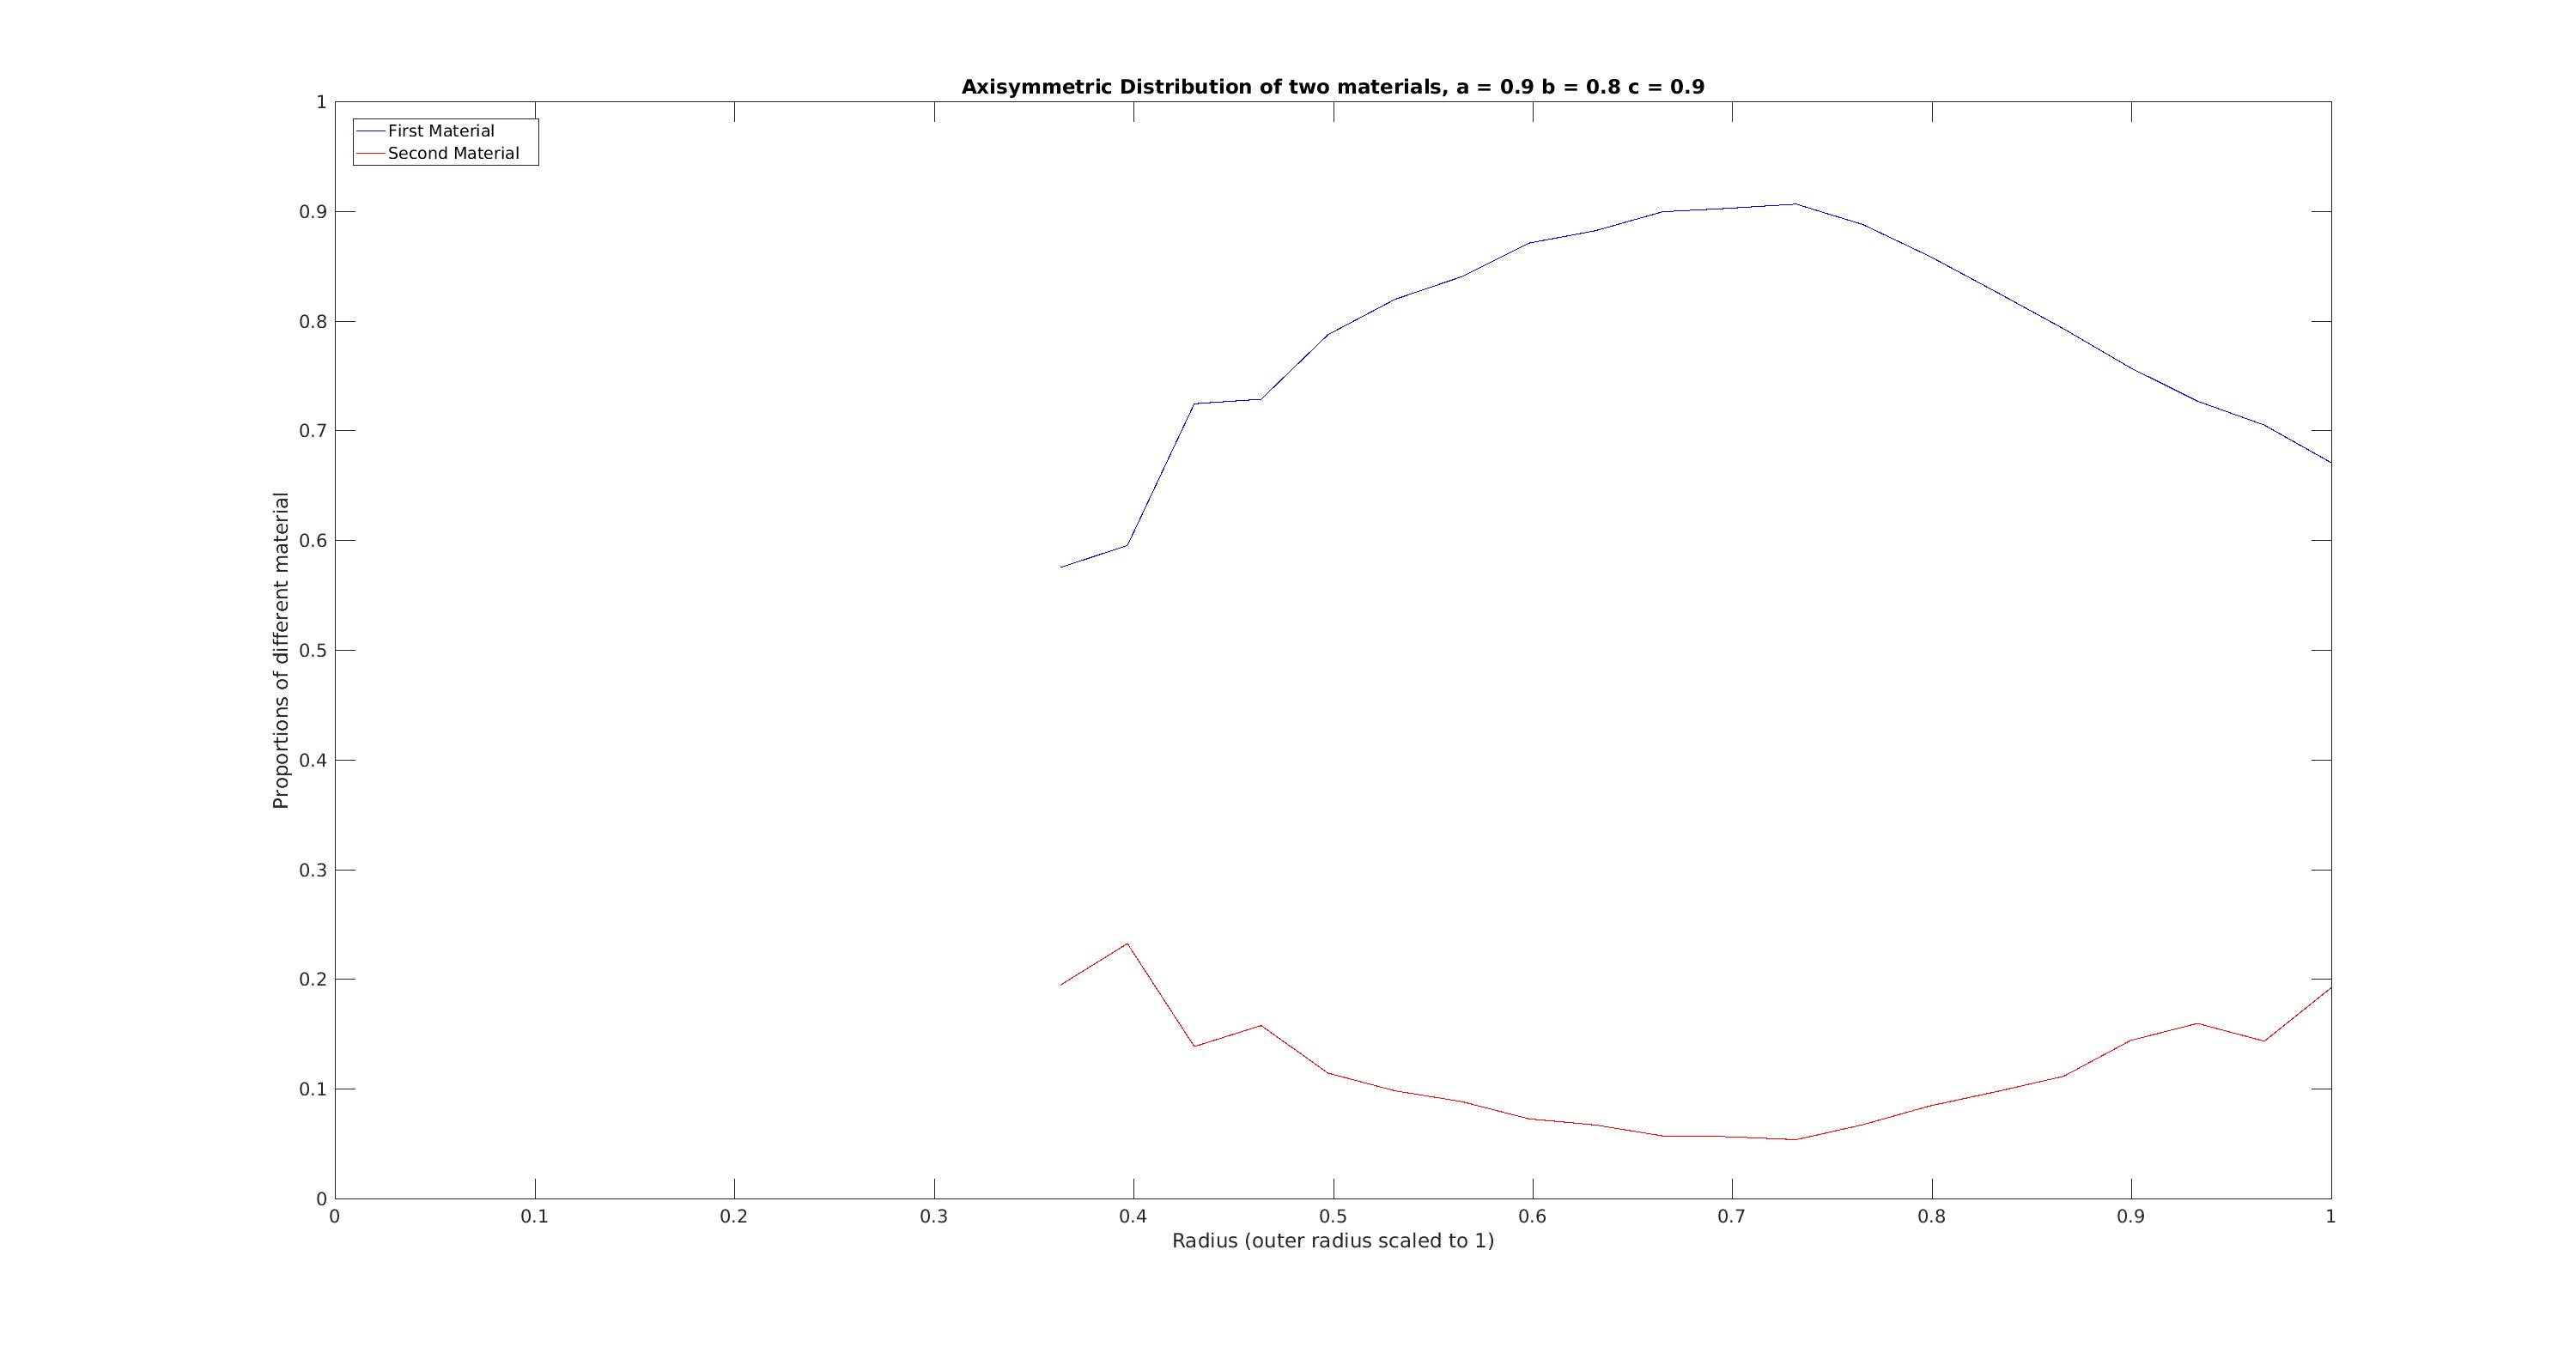 Axisymmetric Distribution of two materials, a = 0.9 b = 0.8 c = 0.9
First Material
Second Material
1
0.9
0.8
0.7
0.6
0.5
0.4
0.3
0.2
0.1
0
Proportions of different material
0 0.1 0.2 0.3 0.4 0.5 0.6 0.7 0.8 0.9 1
Radius (outer radius scaled to 1)